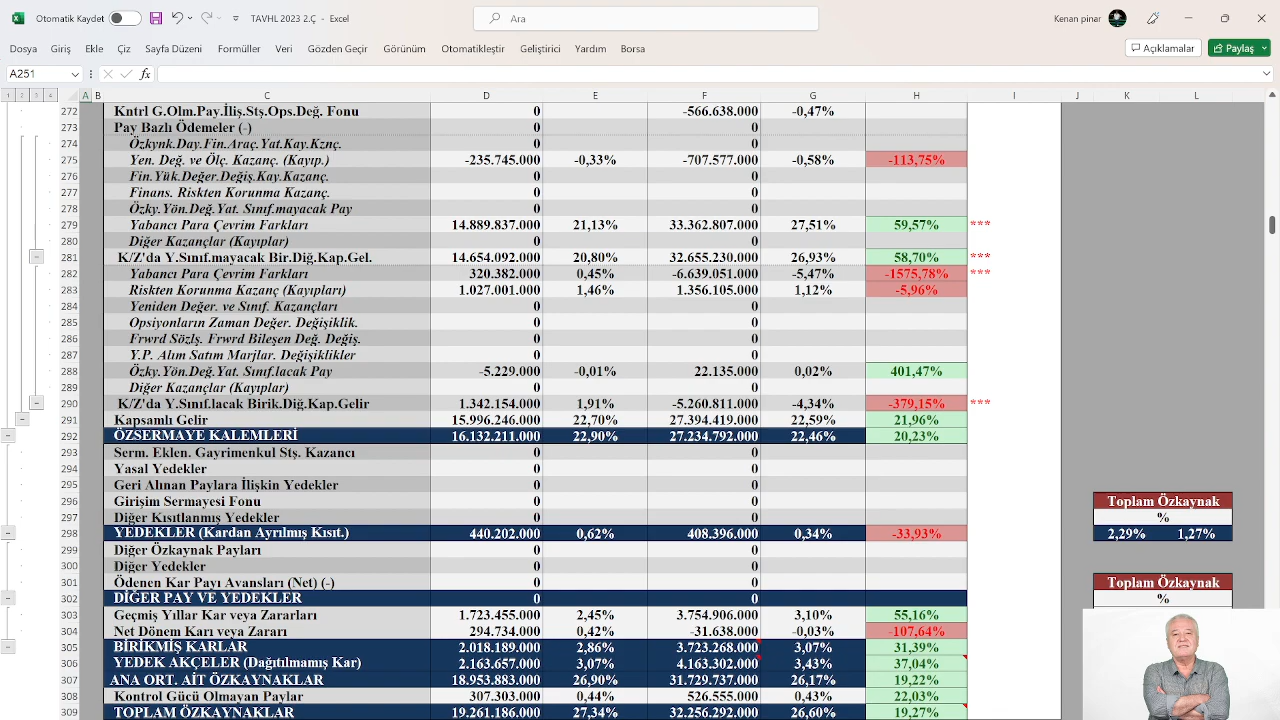 Otomatik Kaydet TAVHL 2023 2.Ç - Excel Ara Kenan pinar
Dosya Giriş Ekle Çiz Sayfa Düzeni Formüller Veri Gözden Geçir Görünüm Otomatikleştir Geliştirici Yardım Borsa Açıklamalar Paylaş
A251 fx
1 2 3 4 A B C D E F G H I J K L
272 Kntrl G.Olm.Pay.İliş.Stş.Ops.Değ. Fonu 0 -566.638.000 -0,47%
273 Pay Bazlı Ödemeler (-) 0 0
274 Özkynk.Day.Fin.Araç.Yat.Kay.Kznç. 0 0
275 Yen. Değ. ve Ölç. Kazanç. (Kayıp.) -235.745.000 -0,33% -707.577.000 -0,58% -113,75%
276 Fin.Yük.Değer.Değiş.Kay.Kazanç. 0 0
277 Finans. Riskten Korunma Kazanç. 0 0
278 Özky.Yön.Değ.Yat. Sınıf.mayacak Pay 0 0
279 Yabancı Para Çevrim Farkları 14.889.837.000 21,13% 33.362.807.000 27,51% 59,57% ***
280 Diğer Kazançlar (Kayıplar) 0 0
281 K/Z'da Y.Sınıf.mayacak Bir.Diğ.Kap.Gel. 14.654.092.000 20,80% 32.655.230.000 26,93% 58,70% ***
282 Yabancı Para Çevrim Farkları 320.382.000 0,45% -6.639.051.000 -5,47% -1575,78% ***
283 Riskten Korunma Kazanç. (Kayıpları) 1.027.001.000 1,46% 1.356.105.000 1,12% -5,96%
284 Yeniden Değer. ve Sınıf. Kazançları 0 0
285 Opsiyonların Zaman Değer. Değişiklik. 0 0
286 Frwrd Sözlş. Frwrd Bileşen Değ. Değiş. 0 0
287 Y.P. Alım Satım Marjlar. Değişiklikler 0 0
288 Özky.Yön.Değ.Yat. Sınıf.lacak Pay -5.229.000 -0,01% 22.135.000 0,02% 401,47%
289 Diğer Kazançlar (Kayıplar) 0 0
290 K/Z'da Y.Sınıf.lacak Birik.Diğ.Kap.Gelir 1.342.154.000 1,91% -5.260.811.000 -4,34% -379,15% ***
291 Kapsamlı Gelir 15.996.246.000 22,70% 27.394.419.000 22,59% 21,96%
292 ÖZSERMAYE KALEMLERİ 16.132.211.000 22,90% 27.234.792.000 22,46% 20,23%
293 Serm. Eklen. Gayrimenkul Stş. Kazancı 0 0
294 Yasal Yedekler 0 0
295 Geri Alınan Paylara İlişkin Yedekler 0 0
296 Girişim Sermayesi Fonu 0 0 Toplam Özkaynak
297 Diğer Kısıtlanmış Yedekler 0 0 %
298 YEDEKLER (Kardan Ayrılmış Kısıt.) 440.202.000 0,62% 408.396.000 0,34% -33,93% 2,29% 1,27%
299 Diğer Özkaynak Payları 0 0
300 Diğer Yedekler 0 0
301 Ödenen Kar Payı Avansları (Net) (-) 0 0 Toplam Özkaynak
302 DİĞER PAY VE YEDEKLER 0 0 %
303 Geçmiş Yıllar Kar veya Zararları 1.723.455.000 2,45% 3.754.906.000 3,10% 55,16%
304 Net Dönem Karı veya Zararı 294.734.000 0,42% -31.638.000 -0,03% -107,64%
305 BİRİKMİŞ KARLAR 2.018.189.000 2,86% 3.723.268.000 3,07% 31,39%
306 YEDEK AKÇELER (Dağıtılmamış Kar) 2.163.657.000 3,07% 4.163.302.000 3,43% 37,04%
307 ANA ORT. AİT ÖZKAYNAKLAR 18.953.883.000 26,90% 31.729.737.000 26,17% 19,22%
308 Kontrol Gücü Olmayan Paylar 307.303.000 0,44% 526.555.000 0,43% 22,03%
309 TOPLAM ÖZKAYNAKLAR 19.261.186.000 27,34% 32.256.292.000 26,60% 19,27%